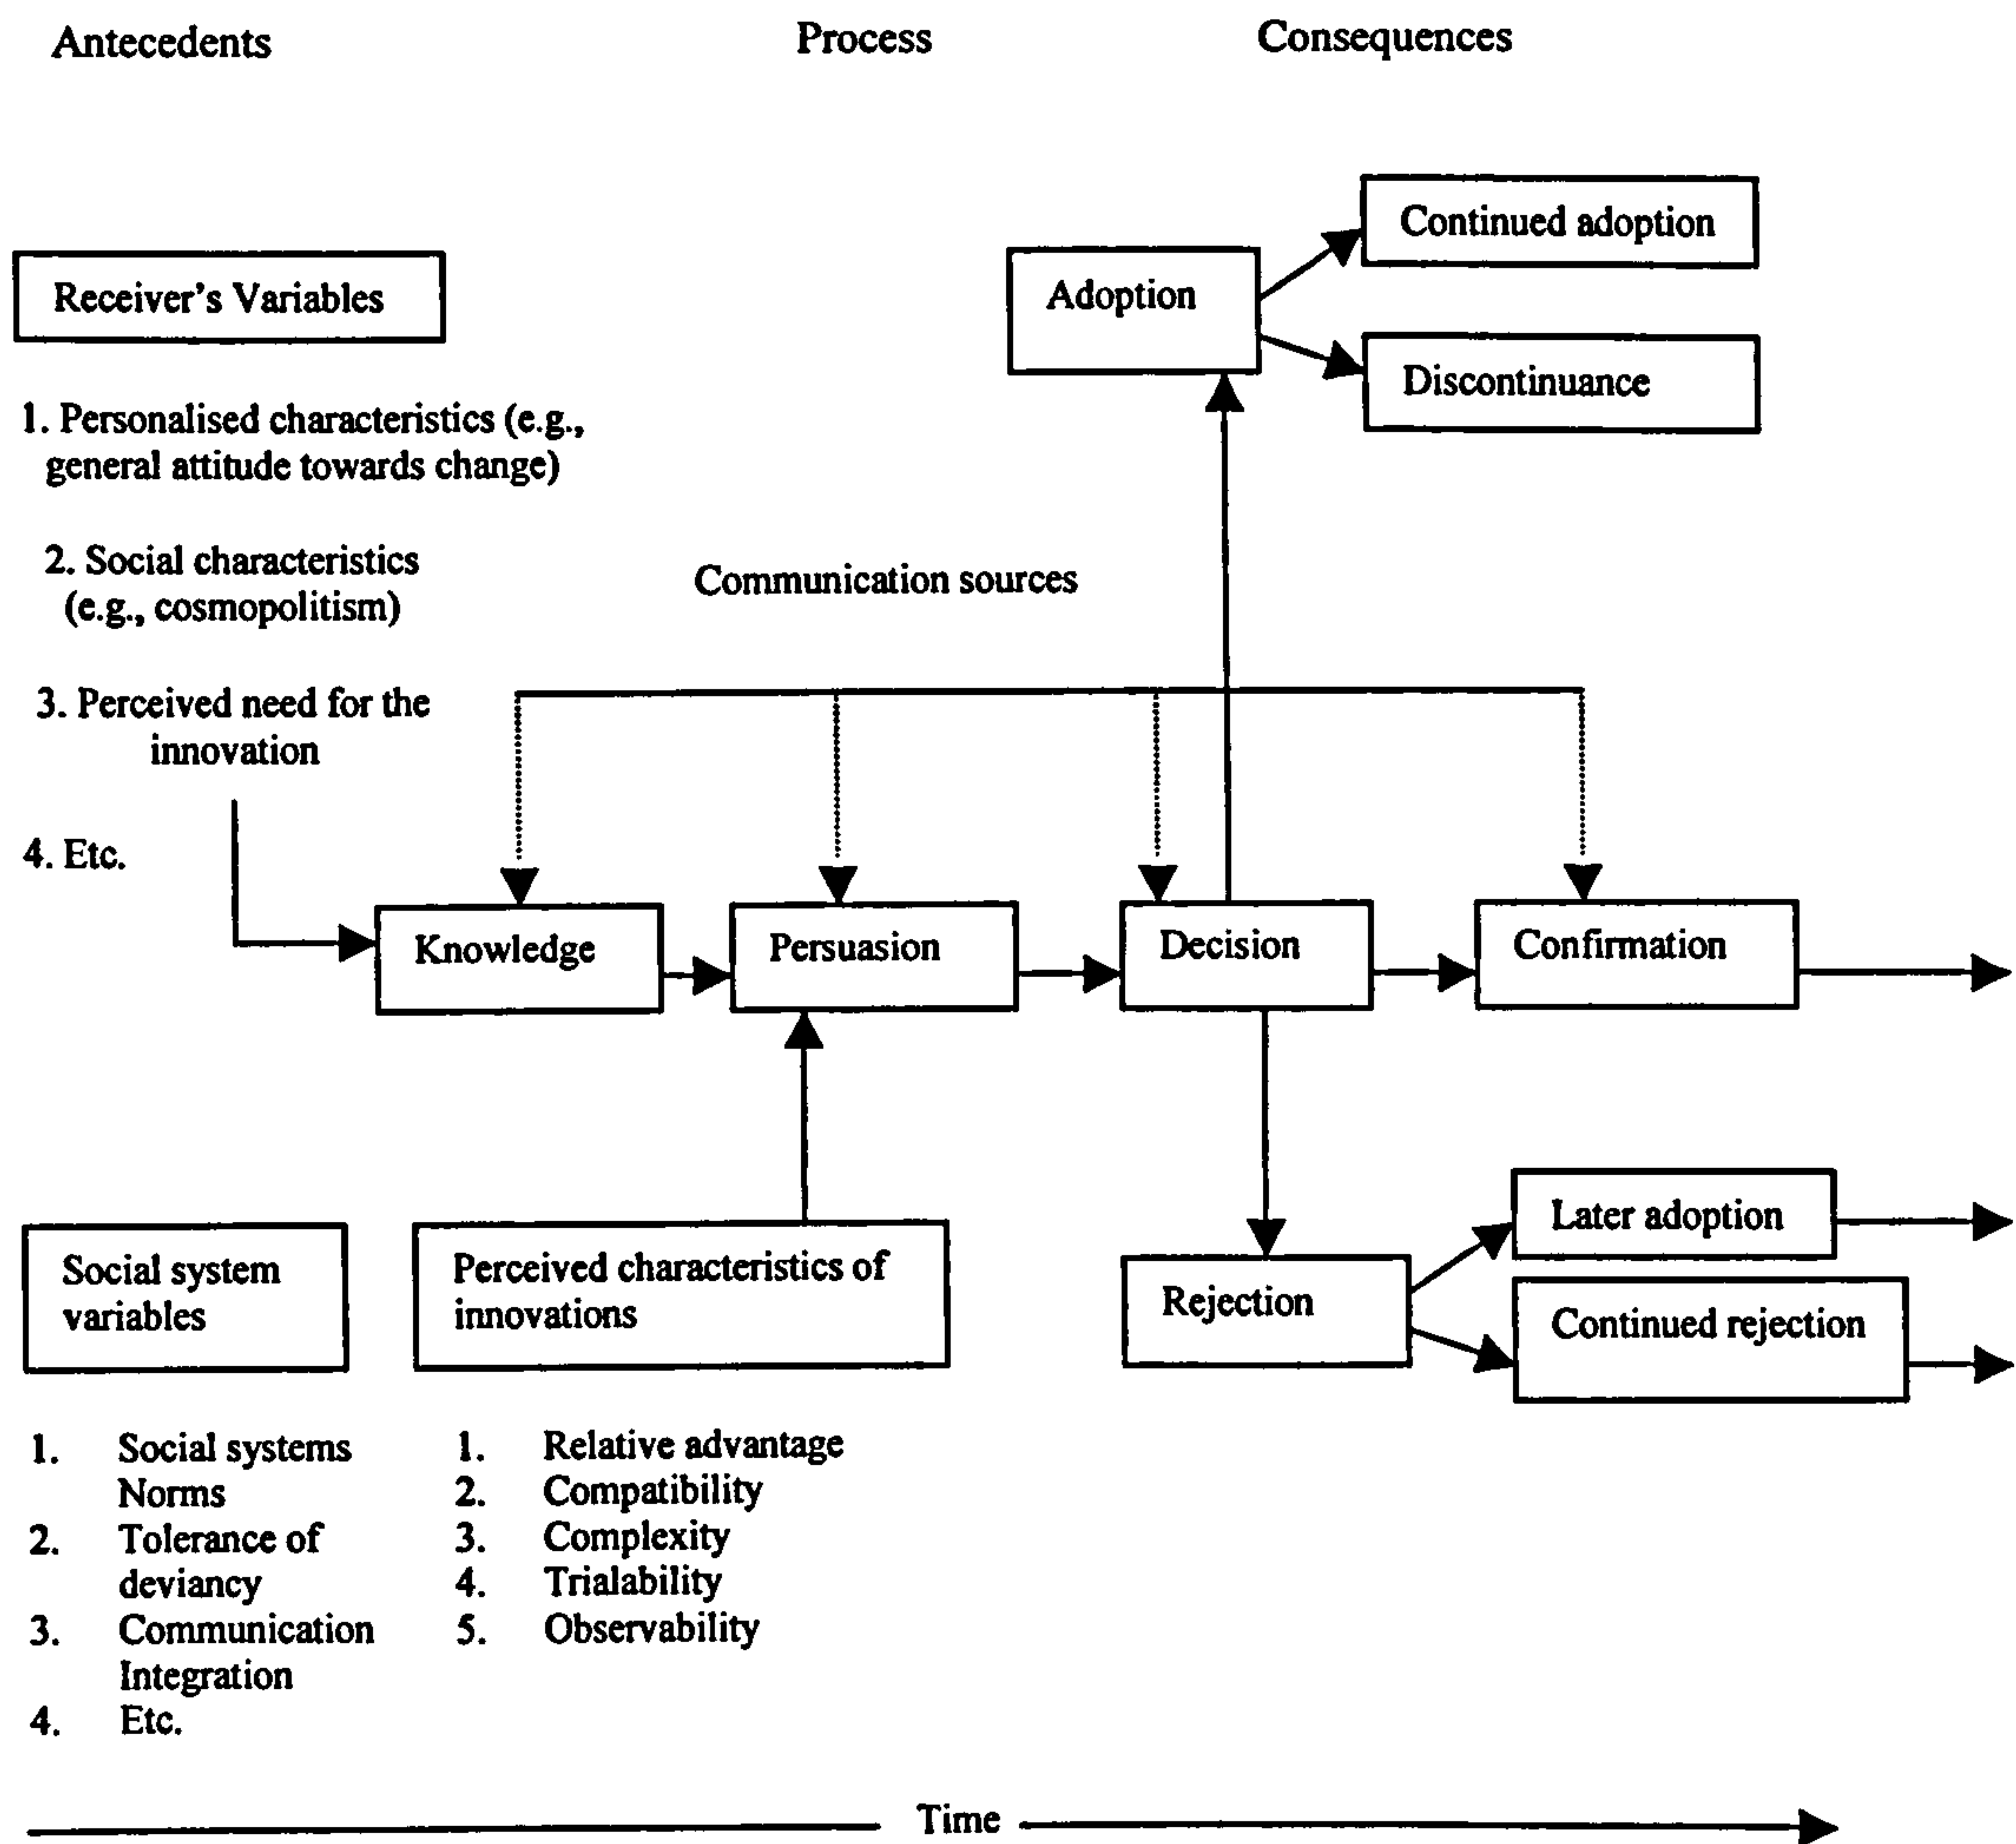 Antecedents
Process
Consequences
Receiver's Variables
1. Personalised characteristics (e.g.,
general attitude towards change)
2. Social characteristics
(e.g., cosmopolitism)
3. Perceived need for the
innovation
4. Etc.
Communication sources
Adoption
Continued adoption
Discontinuance
Knowledge
Persuasion
Decision
Confirmation
Social system
variables
1. Social systems
Norms
2. Tolerance of
deviancy
3. Communication
Integration
4. Etc.
Perceived characteristics of
innovations
1. Relative advantage
2. Compatibility
3. Complexity
4. Trialability
5. Observability
Rejection
Later adoption
Continued rejection
Time